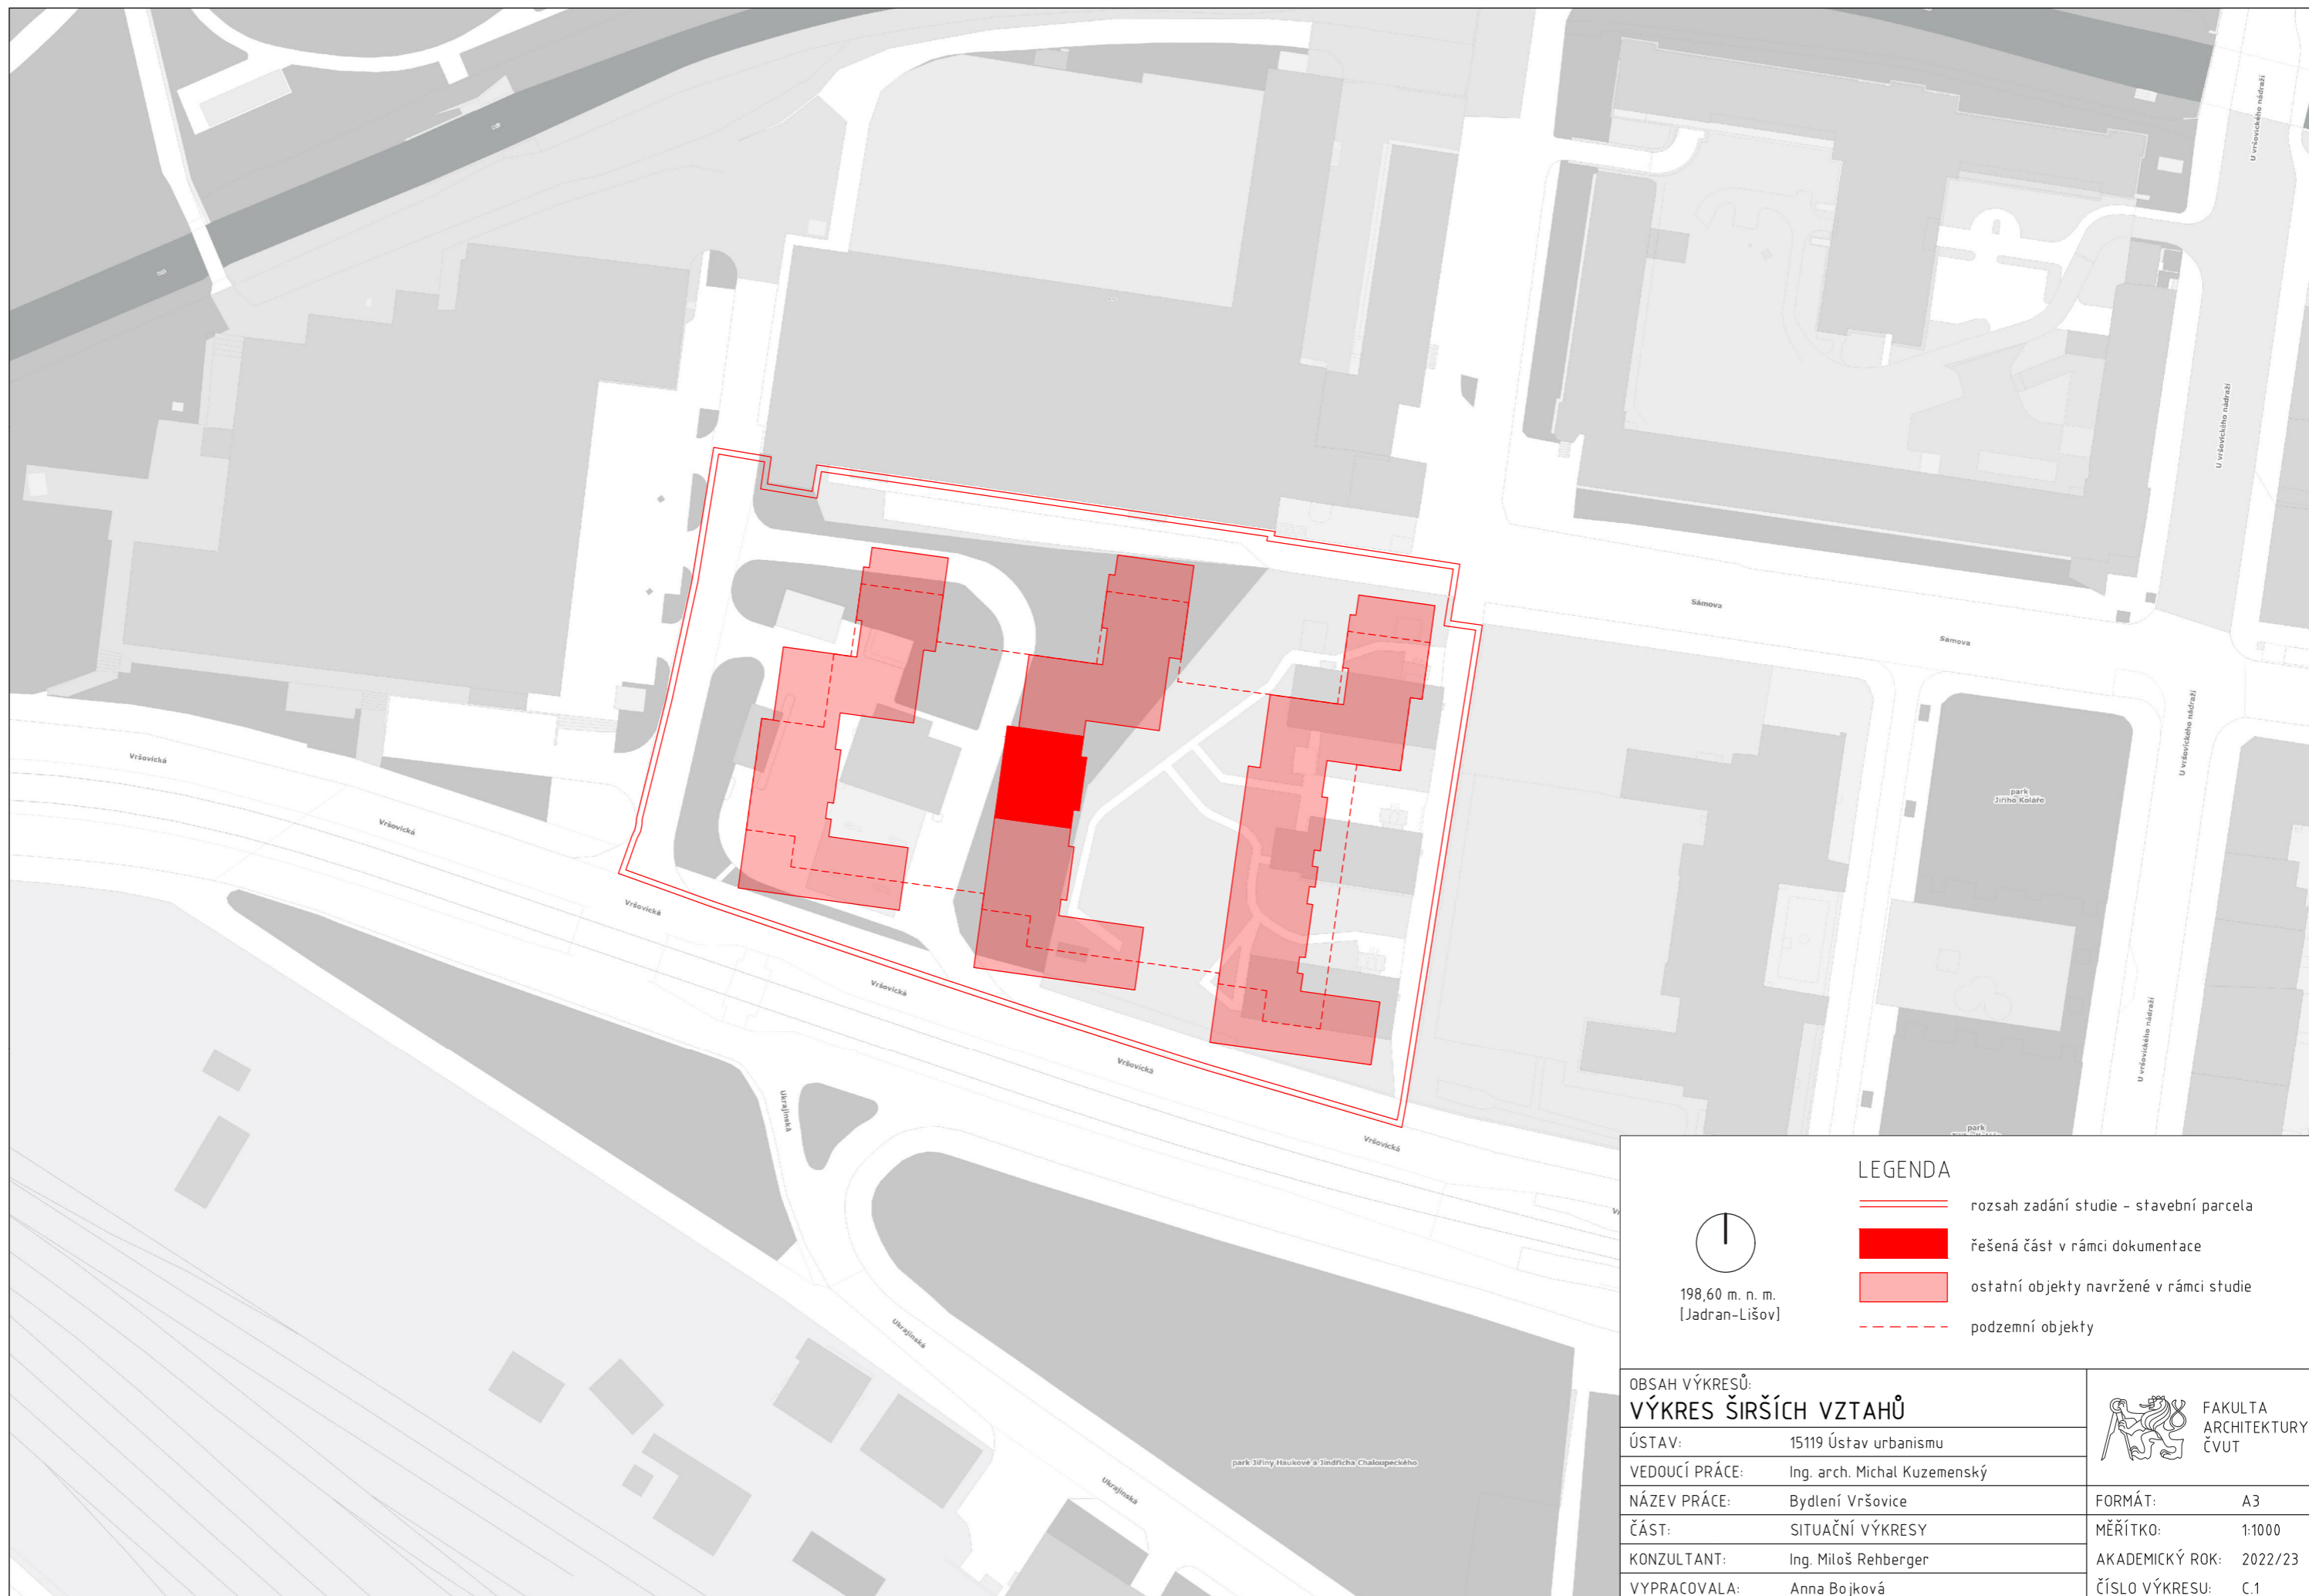 U vršovického nádraží
U vršovického nádraží
Sámova
Sámova
U vršovického nádraží
park
Jiřího Koláře
Vršovická
Vršovická
Vršovická
Vršovická
Vršovická
Vršovická
U vršovického nádraží
Ukrajinská
park
Ukrajinská
Ukrajinská
park Jiřiny Haukové a Jindřicha Chalupeckého
LEGENDA
rozsah zadání studie - stavební parcela
řešená část v rámci dokumentace
ostatní objekty navržené v rámci studie
podzemní objekty
198,60 m. n. m.
[Jadran-Lišov]
OBSAH VÝKRESŮ:
VÝKRES ŠIRŠÍCH VZTAHŮ
FAKULTA
ARCHITEKTURY
ČVUT
ÚSTAV: 15119 Ústav urbanismu
VEDOUCÍ PRÁCE: Ing. arch. Michal Kuzemenský
NÁZEV PRÁCE: Bydlení Vršovice
FORMÁT: A3
ČÁST: SITUAČNÍ VÝKRESY
MĚŘÍTKO: 1:1000
KONZULTANT: Ing. Miloš Rehberger
AKADEMICKÝ ROK: 2022/23
VYPRACOVALA: Anna Bojková
ČÍSLO VÝKRESU: C.1